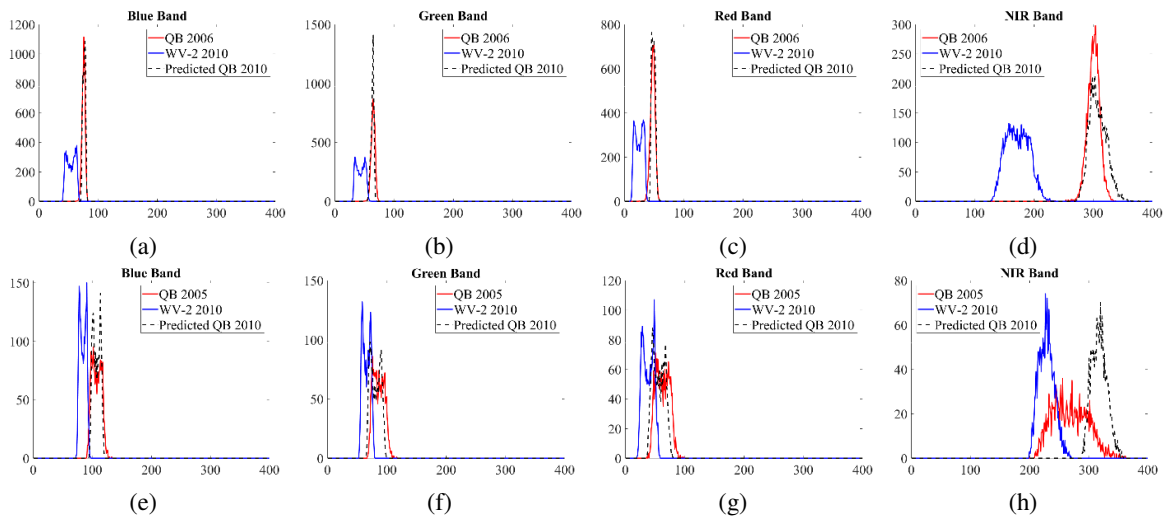 Blue Band
QB 2006
WV-2 2010
Predicted QB 2010
1200
1000
800
600
400
200
0
0 100 200 300 400
(a)
Green Band
QB 2006
WV-2 2010
Predicted QB 2010
1500
1000
500
0
0 100 200 300 400
(b)
Red Band
QB 2006
WV-2 2010
Predicted QB 2010
800
600
400
200
0
0 100 200 300 400
(c)
NIR Band
QB 2006
WV-2 2010
Predicted QB 2010
300
250
200
150
100
50
0
0 100 200 300 400
(d)
Blue Band
QB 2005
WV-2 2010
Predicted QB 2010
150
100
50
0
0 100 200 300 400
(e)
Green Band
QB 2005
WV-2 2010
Predicted QB 2010
150
100
50
0
0 100 200 300 400
(f)
Red Band
QB 2005
WV-2 2010
Predicted QB 2010
120
100
80
60
40
20
0
0 100 200 300 400
(g)
NIR Band
QB 2005
WV-2 2010
Predicted QB 2010
80
60
40
20
0
0 100 200 300 400
(h)